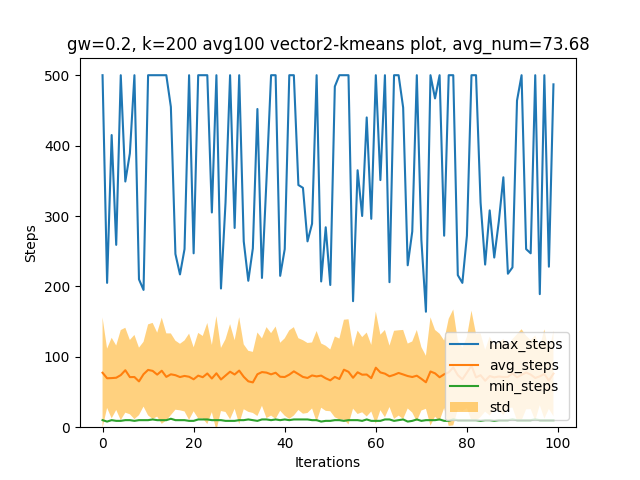 gw=0.2, k=200 avg100 vector2-kmeans plot, avg_num=73.68
500
400
300
200
100
0
Steps
max_steps
avg_steps
min_steps
std
0
20
40
60
80
100
Iterations